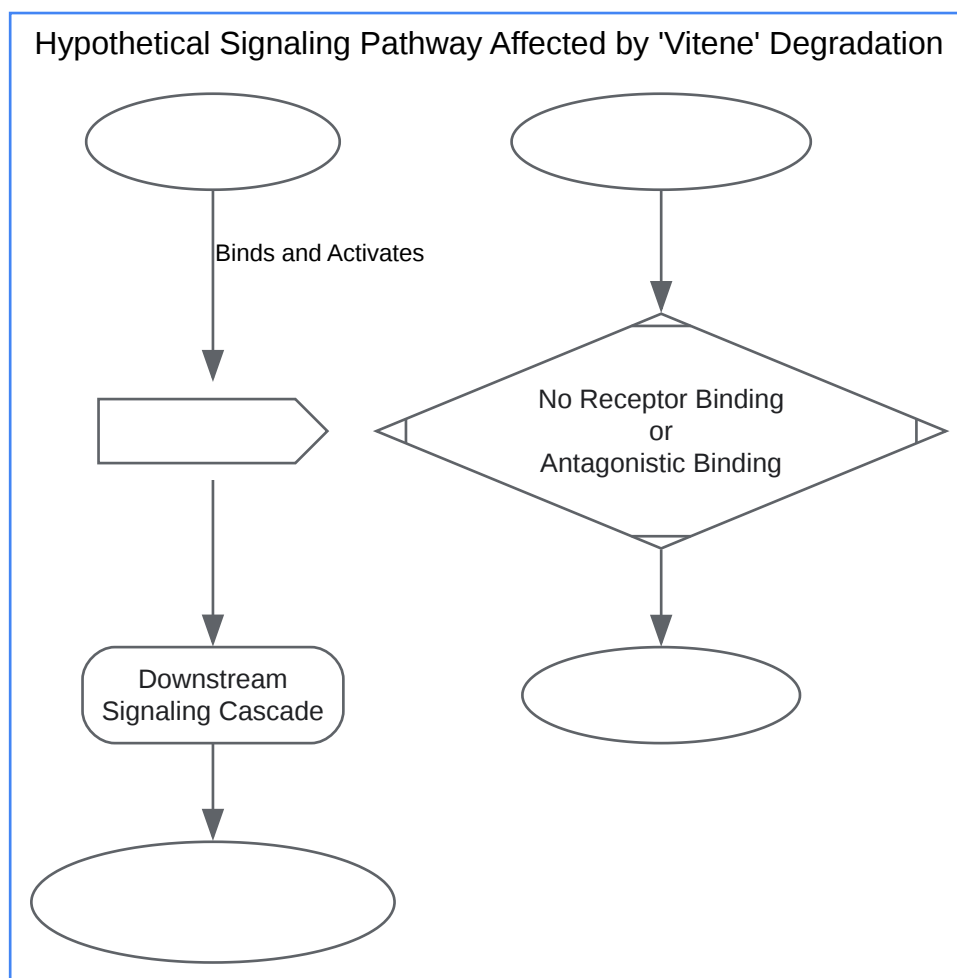 Hypothetical Signaling Pathway Affected by 'Vitene' Degradation
Binds and Activates
No Receptor Binding
or
Antagonistic Binding
Downstream
Signaling Cascade